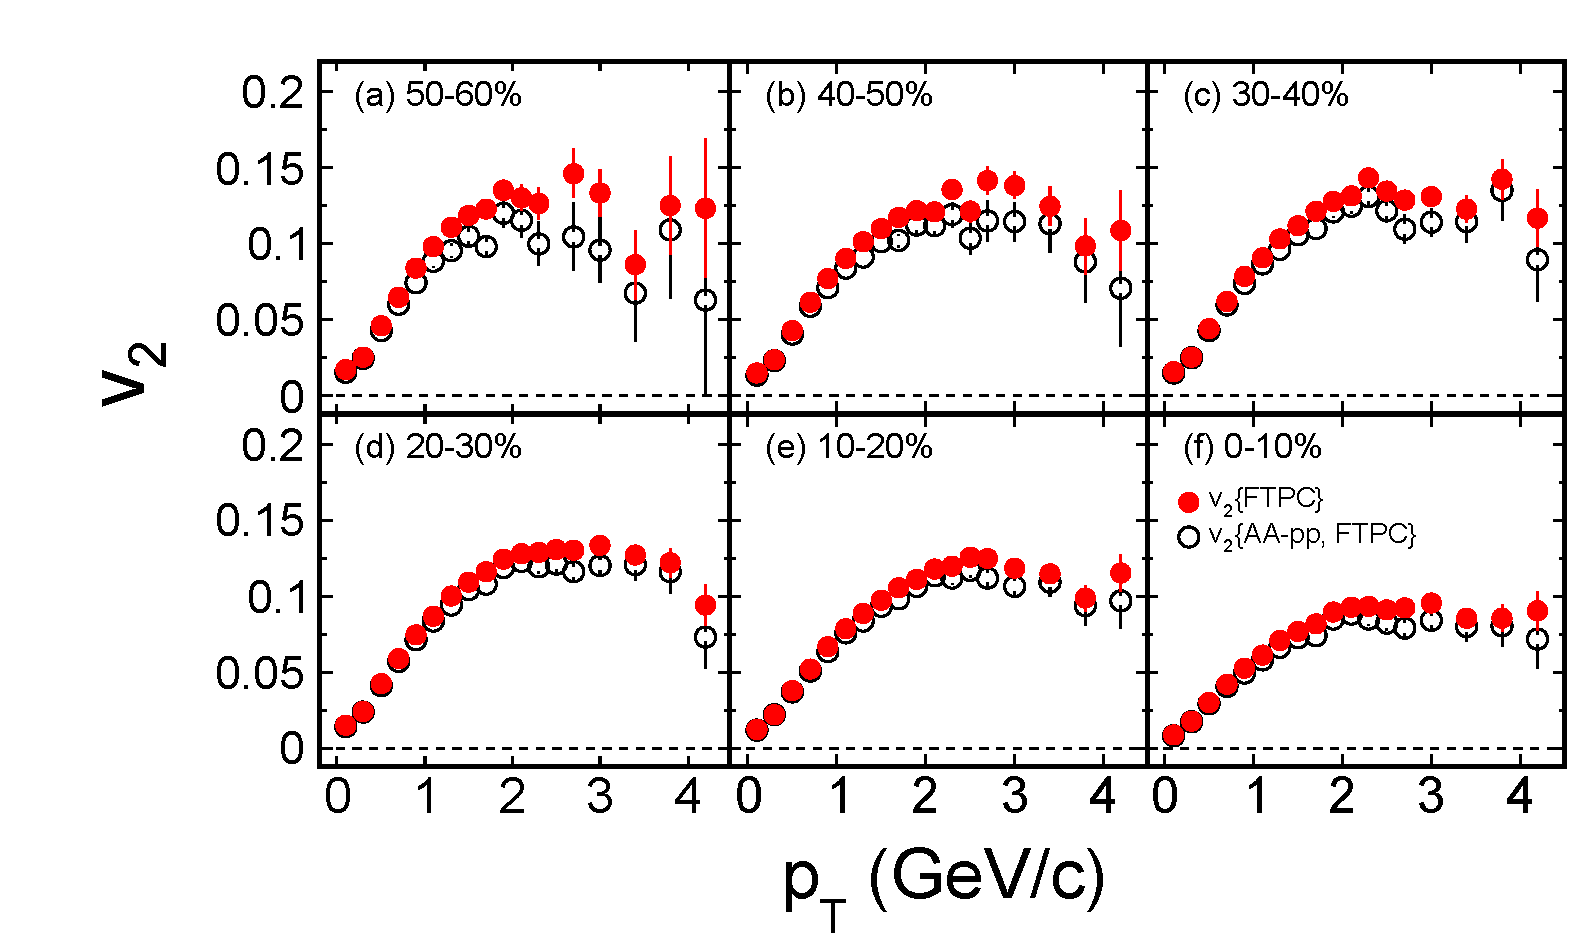 (a) 50-60%
(b) 40-50%
(c) 30-40%
0.2
0.15
0.1
0.05
0
v2
(d) 20-30%
(e) 10-20%
(f) 0-10%
v2{FTPC}
v2{AA-pp, FTPC}
0.2
0.15
0.1
0.05
0
0 1 2 3 4
0 1 2 3 4
0 1 2 3 4
pT (GeV/c)